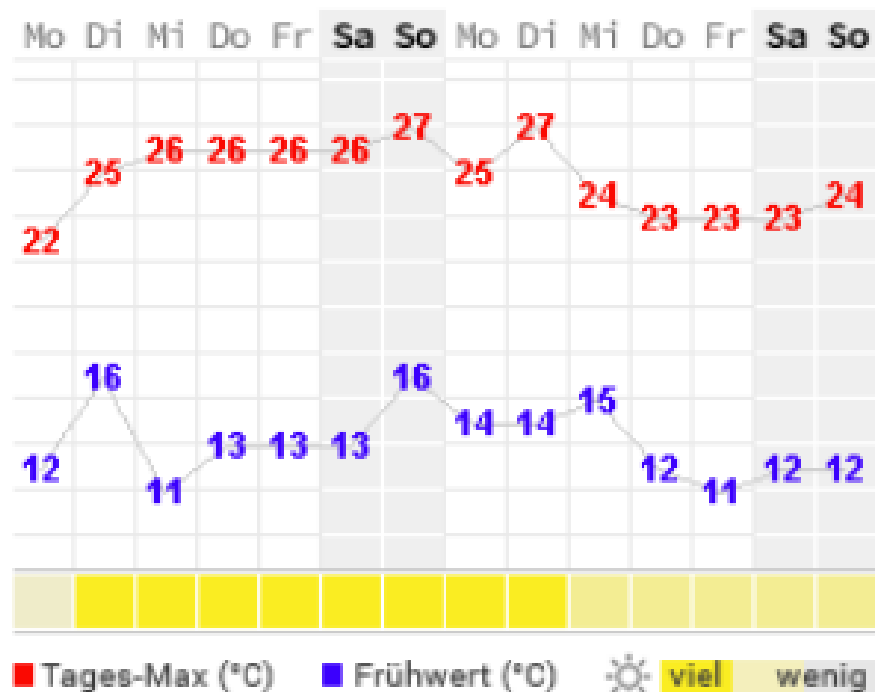 Mo Di Mi Do Fr Sa So Mo Di Mi Do Fr Sa So
22 25 26 26 26 26 27 25 27 24 23 23 23 24
12 16 11 13 13 13 16 14 14 15 12 11 12 12
Tages-Max (°C) Frühwert (°C) viel wenig